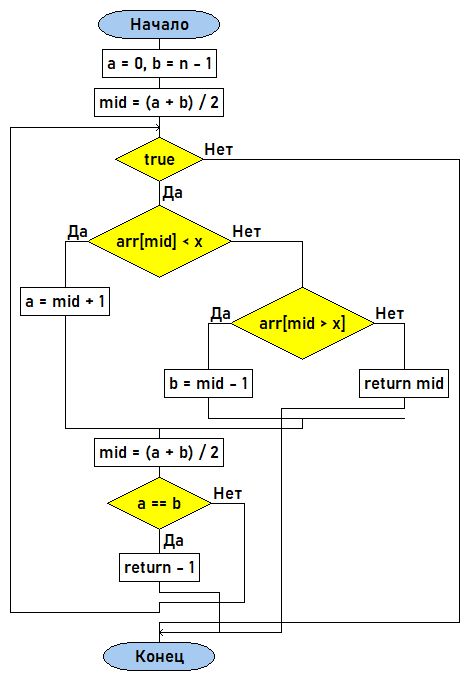 Начало
a = 0, b = n - 1
mid = (a + b) / 2
true
Нет
Да
Да
arr[mid] < x
Нет
a = mid + 1
Да
arr[mid > x]
Нет
b = mid - 1
return mid
mid = (a + b) / 2
a == b
Нет
Да
return - 1
Конец